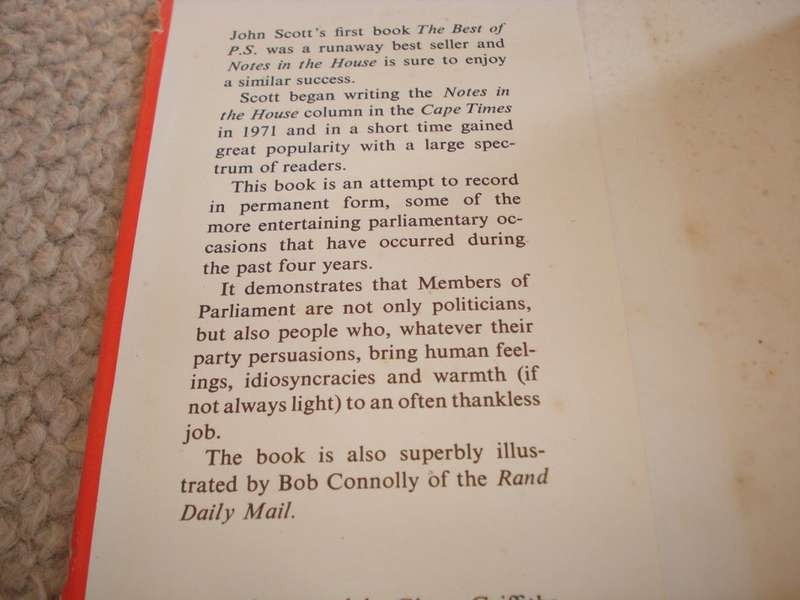 John Scott's first book The Best of
P.S. was a runaway best seller and
Notes in the House is sure to enjoy
a similar success.
Scott began writing the Notes in
the House column in the Cape Times
in 1971 and in a short time gained
great popularity with a large spec-
trum of readers.
This book is an attempt to record
in permanent form, some of the
more entertaining parliamentary oc-
casions that have occurred during
the past four years.
It demonstrates that Members of
Parliament are not only politicians,
but also people who, whatever their
party persuasions, bring human feel-
ings, idiosyncracies and warmth (if
not always light) to an often thankless
job.
The book is also superbly illus-
trated by Bob Connolly of the Rand
Daily Mail.